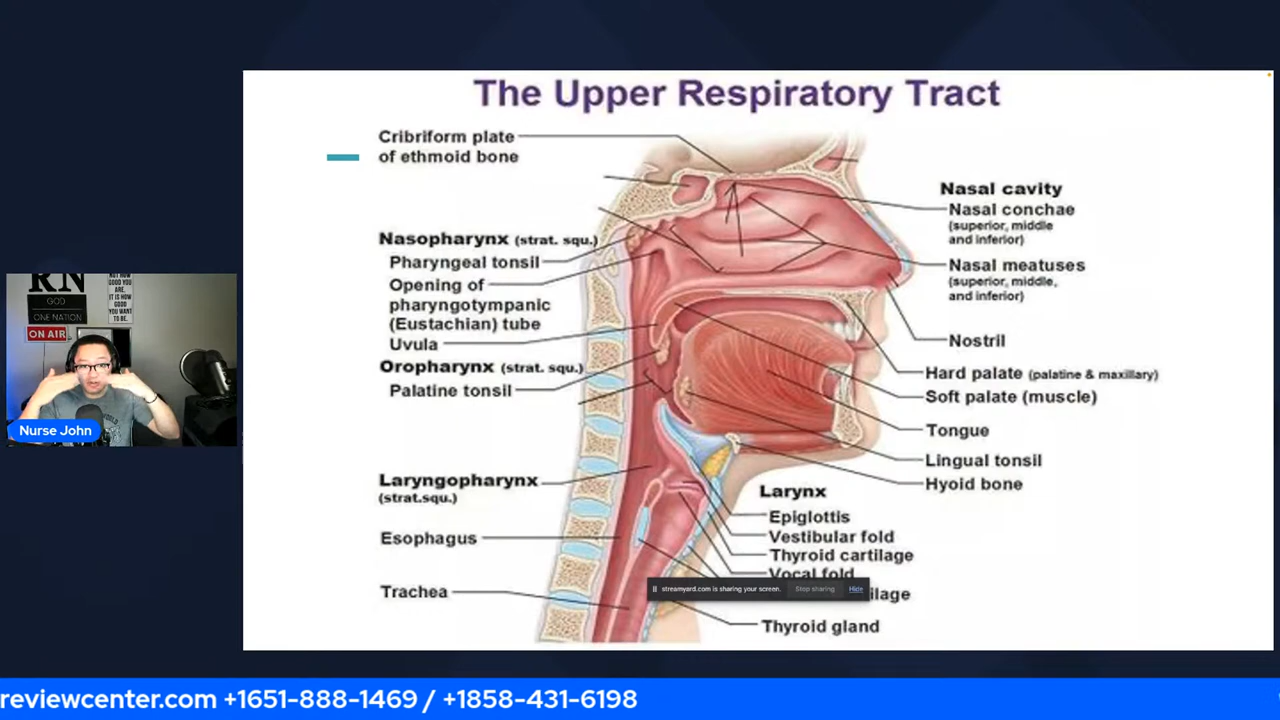 The Upper Respiratory Tract
Cribriform plate
of ethmoid bone
Nasal cavity
Nasal conchae
(superior, middle
and inferior)
Nasopharynx (strat. squ.)
Pharyngeal tonsil
Opening of
pharyngotympanic
(Eustachian) tube
Uvula
Nasal meatuses
(superior, middle,
and inferior)
Nostril
Oropharynx (strat. squ.)
Palatine tonsil
Hard palate (palatine & maxillary)
Soft palate (muscle)
Tongue
Lingual tonsil
Hyoid bone
Laryngopharynx
(strat.squ.)
Esophagus
Trachea
Larynx
Epiglottis
Vestibular fold
Thyroid cartilage
Vocal fold
ilage
Thyroid gland
streamyard.com is sharing your screen.
Stop sharing
Hide
RN
GOD
ONE NATION
ON AIR
Nurse John
reviewcenter.com +1651-888-1469 / +1858-431-6198